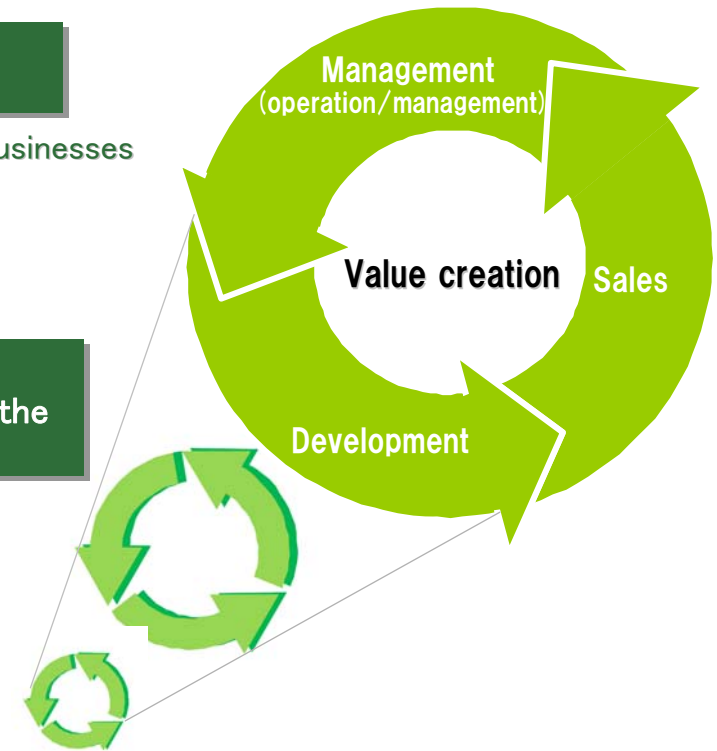 Management
(operation/management)
usinesses
Value creation
Sales
the
Development